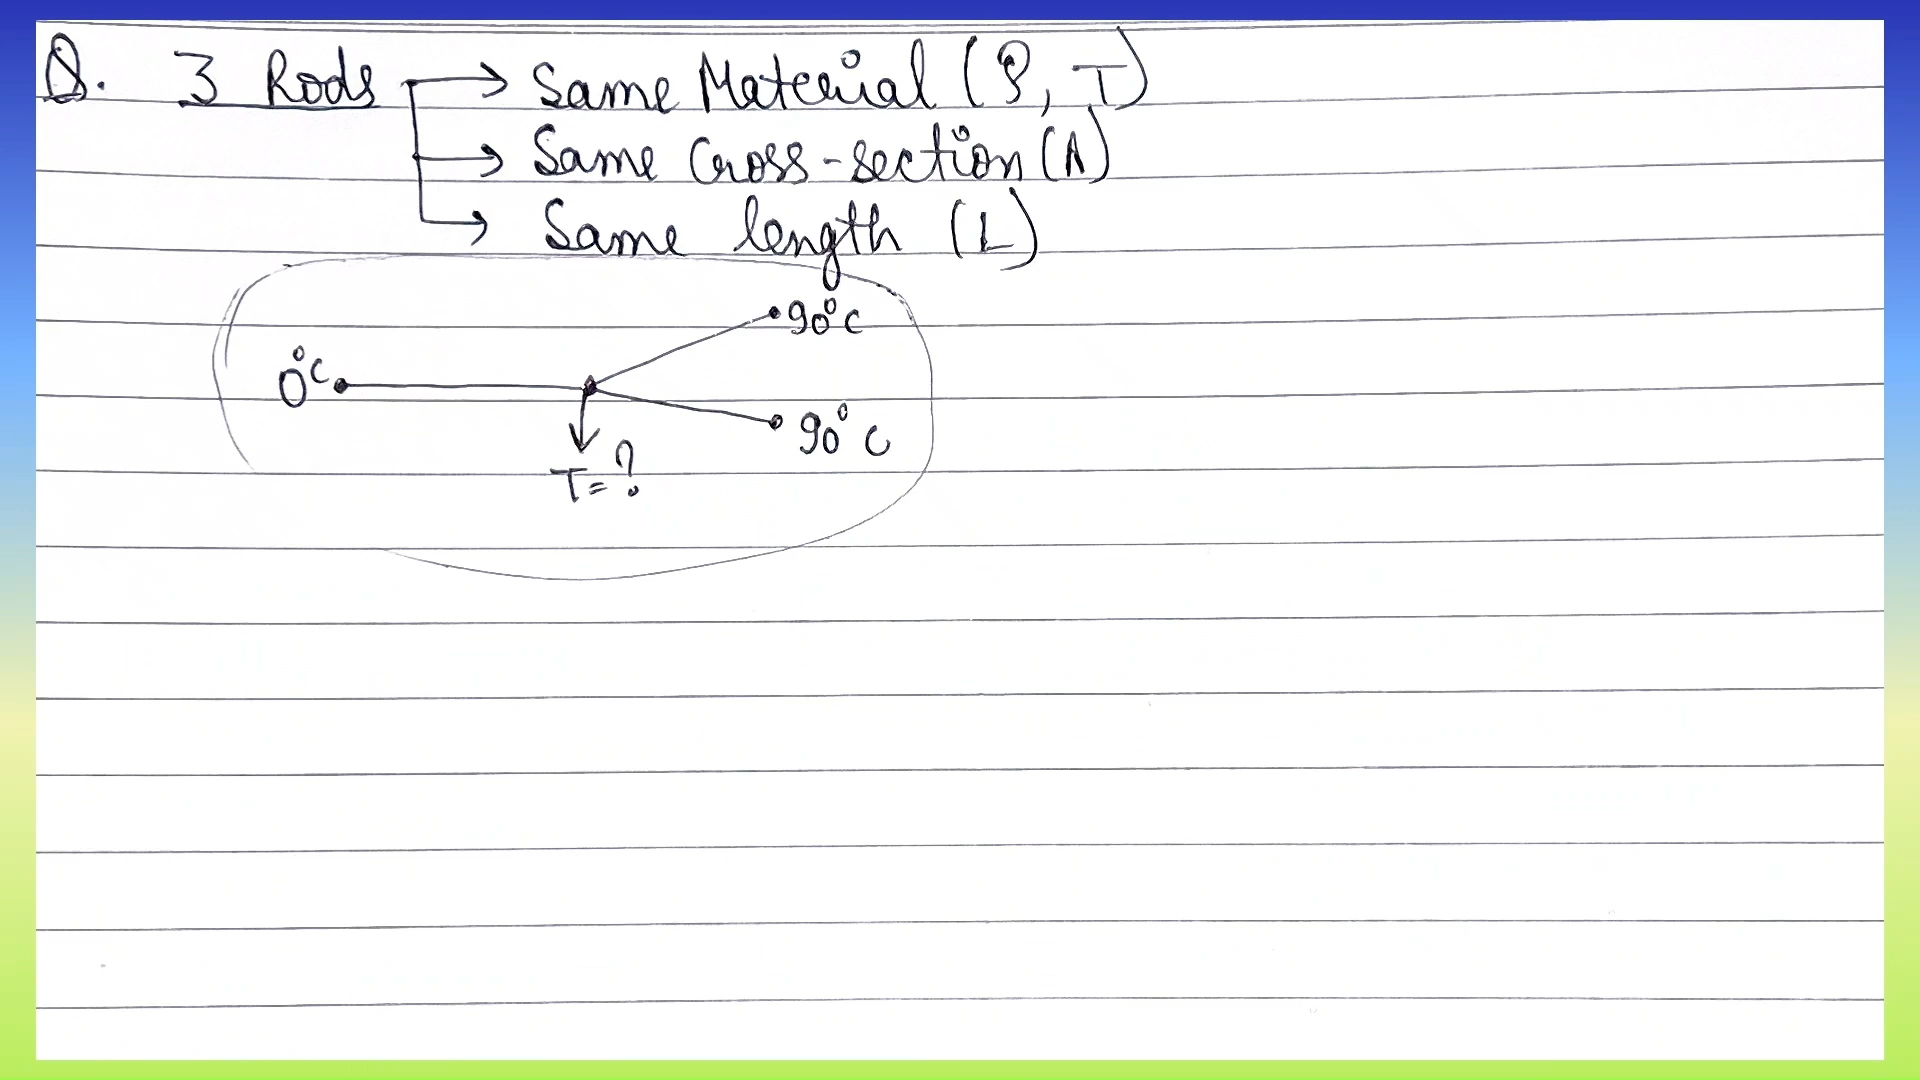 Q. 3 Rods → Same Material (ρ, T)
→ Same Cross-section (A)
→ Same length (L)
90°C
0°C
90°C
T = ?